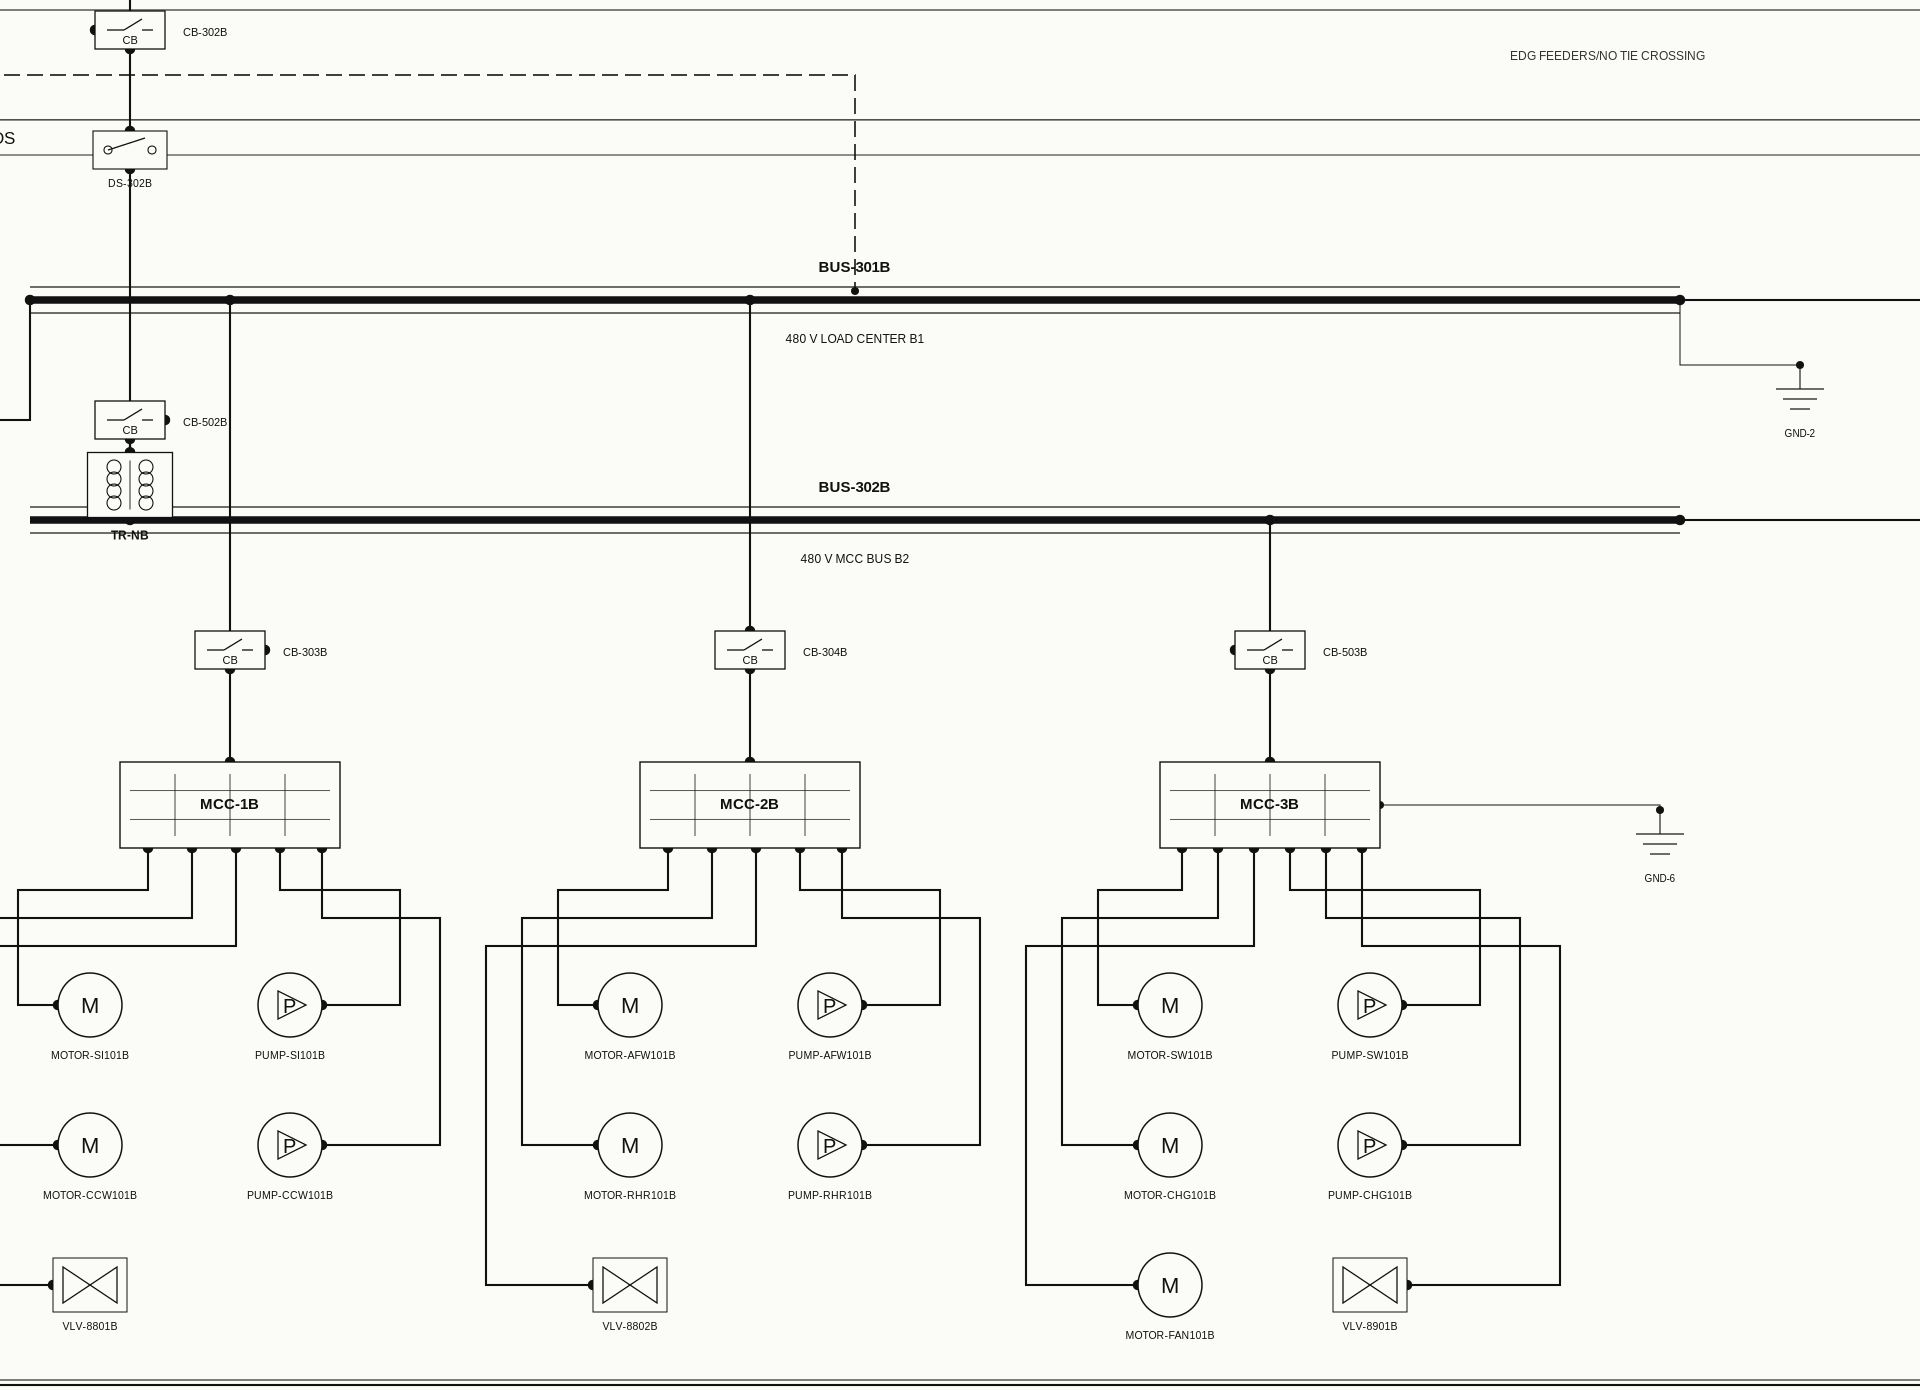 CB
CB-302B
EDG FEEDERS/NO TIE CROSSING
DS-302B
BUS-301B
480 V LOAD CENTER B1
CB
CB-502B
GND-2
BUS-302B
TR-NB
480 V MCC BUS B2
CB
CB-303B
CB
CB-304B
CB
CB-503B
MCC-1B
MCC-2B
MCC-3B
GND-6
M
P
M
P
M
P
MOTOR-SI101B
PUMP-SI101B
MOTOR-AFW101B
PUMP-AFW101B
MOTOR-SW101B
PUMP-SW101B
M
P
M
P
M
P
MOTOR-CCW101B
PUMP-CCW101B
MOTOR-RHR101B
PUMP-RHR101B
MOTOR-CHG101B
PUMP-CHG101B
M
VLV-8801B
VLV-8802B
MOTOR-FAN101B
VLV-8901B